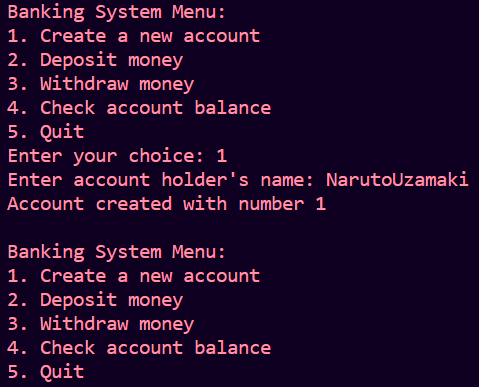 Banking System Menu:
1. Create a new account
2. Deposit money
3. Withdraw money
4. Check account balance
5. Quit
Enter your choice: 1
Enter account holder's name: NarutoUzamaki
Account created with number 1

Banking System Menu:
1. Create a new account
2. Deposit money
3. Withdraw money
4. Check account balance
5. Quit